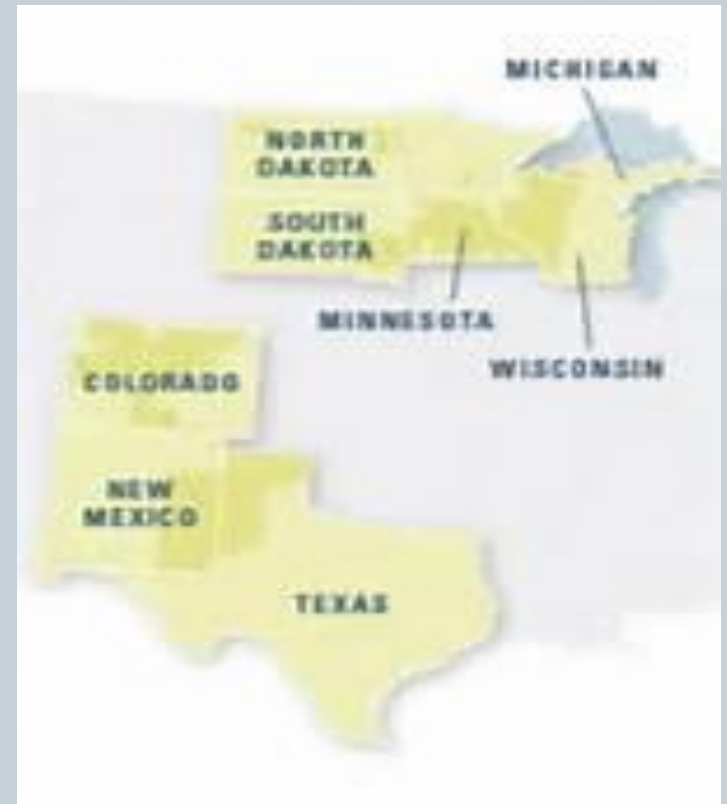 MICHIGAN
NORTH
DAKOTA
SOUTH
DAKOTA
MINNESOTA
WISCONSIN
COLORADO
NEW
MEXICO
TEXAS